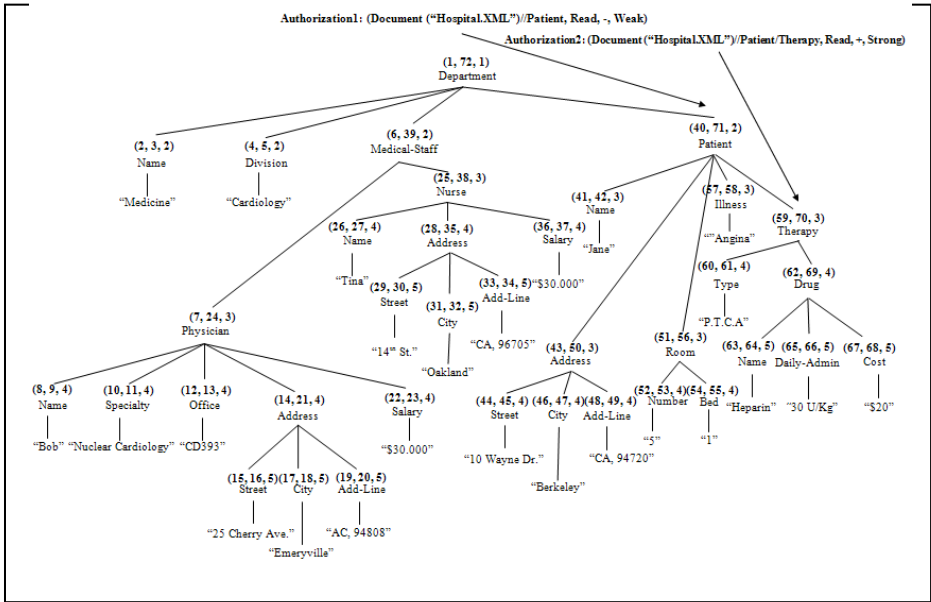 Authorization1: (Document (“Hospital.XML”)//Patient, Read, -, Weak)
Authorization2: (Document (“Hospital.XML”)//Patient/Therapy, Read, +, Strong)
(1, 72, 1)
Department
(2, 3, 2)
Name
“Medicine”
(4, 5, 2)
Division
“Cardiology”
(6, 39, 2)
Medical-Staff
(40, 71, 2)
Patient
(25, 38, 3)
Nurse
(26, 27, 4)
Name
“Tina”
(28, 35, 4)
Address
(36, 37, 4)
Salary
“$30.000”
(29, 30, 5)
Street
“14th St.”
(31, 32, 5)
City
“Oakland”
(33, 34, 5)
Add-Line
“CA, 96705”
(7, 24, 3)
Physician
(8, 9, 4)
Name
“Bob”
(10, 11, 4)
Specialty
“Nuclear Cardiology”
(12, 13, 4)
Office
“CD393”
(14, 21, 4)
Address
(22, 23, 4)
Salary
“$30.000”
(15, 16, 5)
Street
“25 Cherry Ave.”
(17, 18, 5)
City
“Emeryville”
(19, 20, 5)
Add-Line
“AC, 94808”
(41, 42, 3)
Name
“Jane”
(43, 50, 3)
Address
(44, 45, 4)
Street
“10 Wayne Dr.”
(46, 47, 4)
City
“Berkeley”
(48, 49, 4)
Add-Line
“CA, 94720”
(51, 56, 3)
Room
(52, 53, 4)
Number
“5”
(54, 55, 4)
Bed
“1”
(57, 58, 3)
Illness
“”Angina”
(59, 70, 3)
Therapy
(60, 61, 4)
Type
“P.T.C.A”
(62, 69, 4)
Drug
(63, 64, 5)
Name
“Heparin”
(65, 66, 5)
Daily-Admin
“30 U/Kg”
(67, 68, 5)
Cost
“$20”